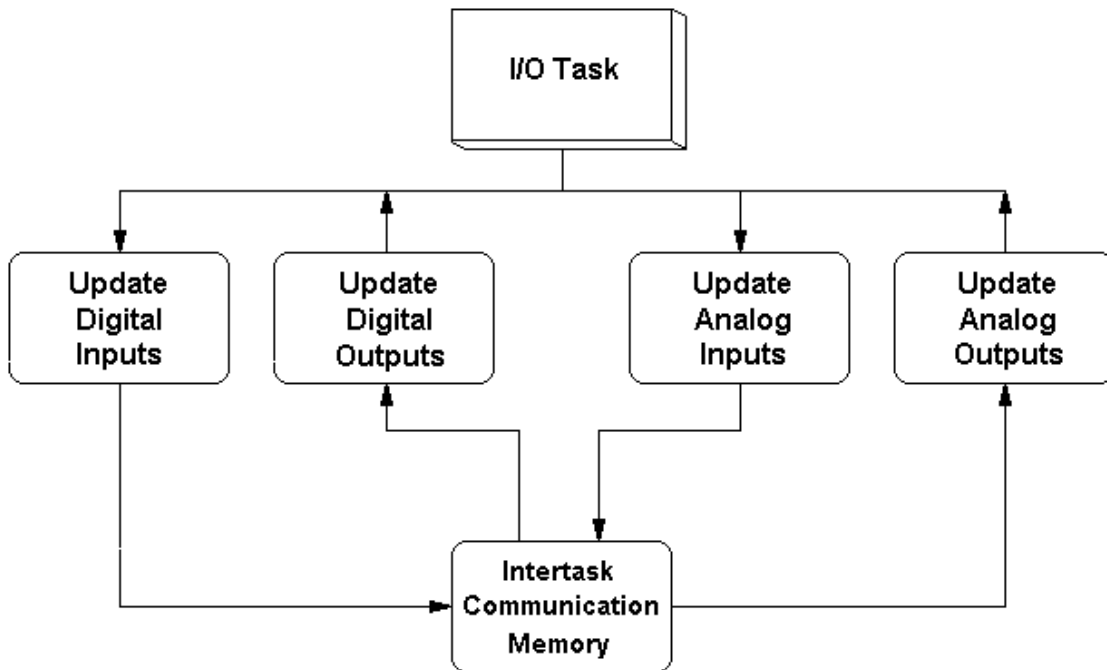 I/O Task
Update
Digital
Inputs
Update
Digital
Outputs
Update
Analog
Inputs
Update
Analog
Outputs
Intertask
Communication
Memory